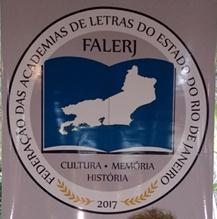 FEDERAÇÃO DAS ACADEMIAS DE LETRAS DO ESTADO DO RIO DE JANEIRO
FALERJ
CULTURA • MEMÓRIA
HISTÓRIA
2017